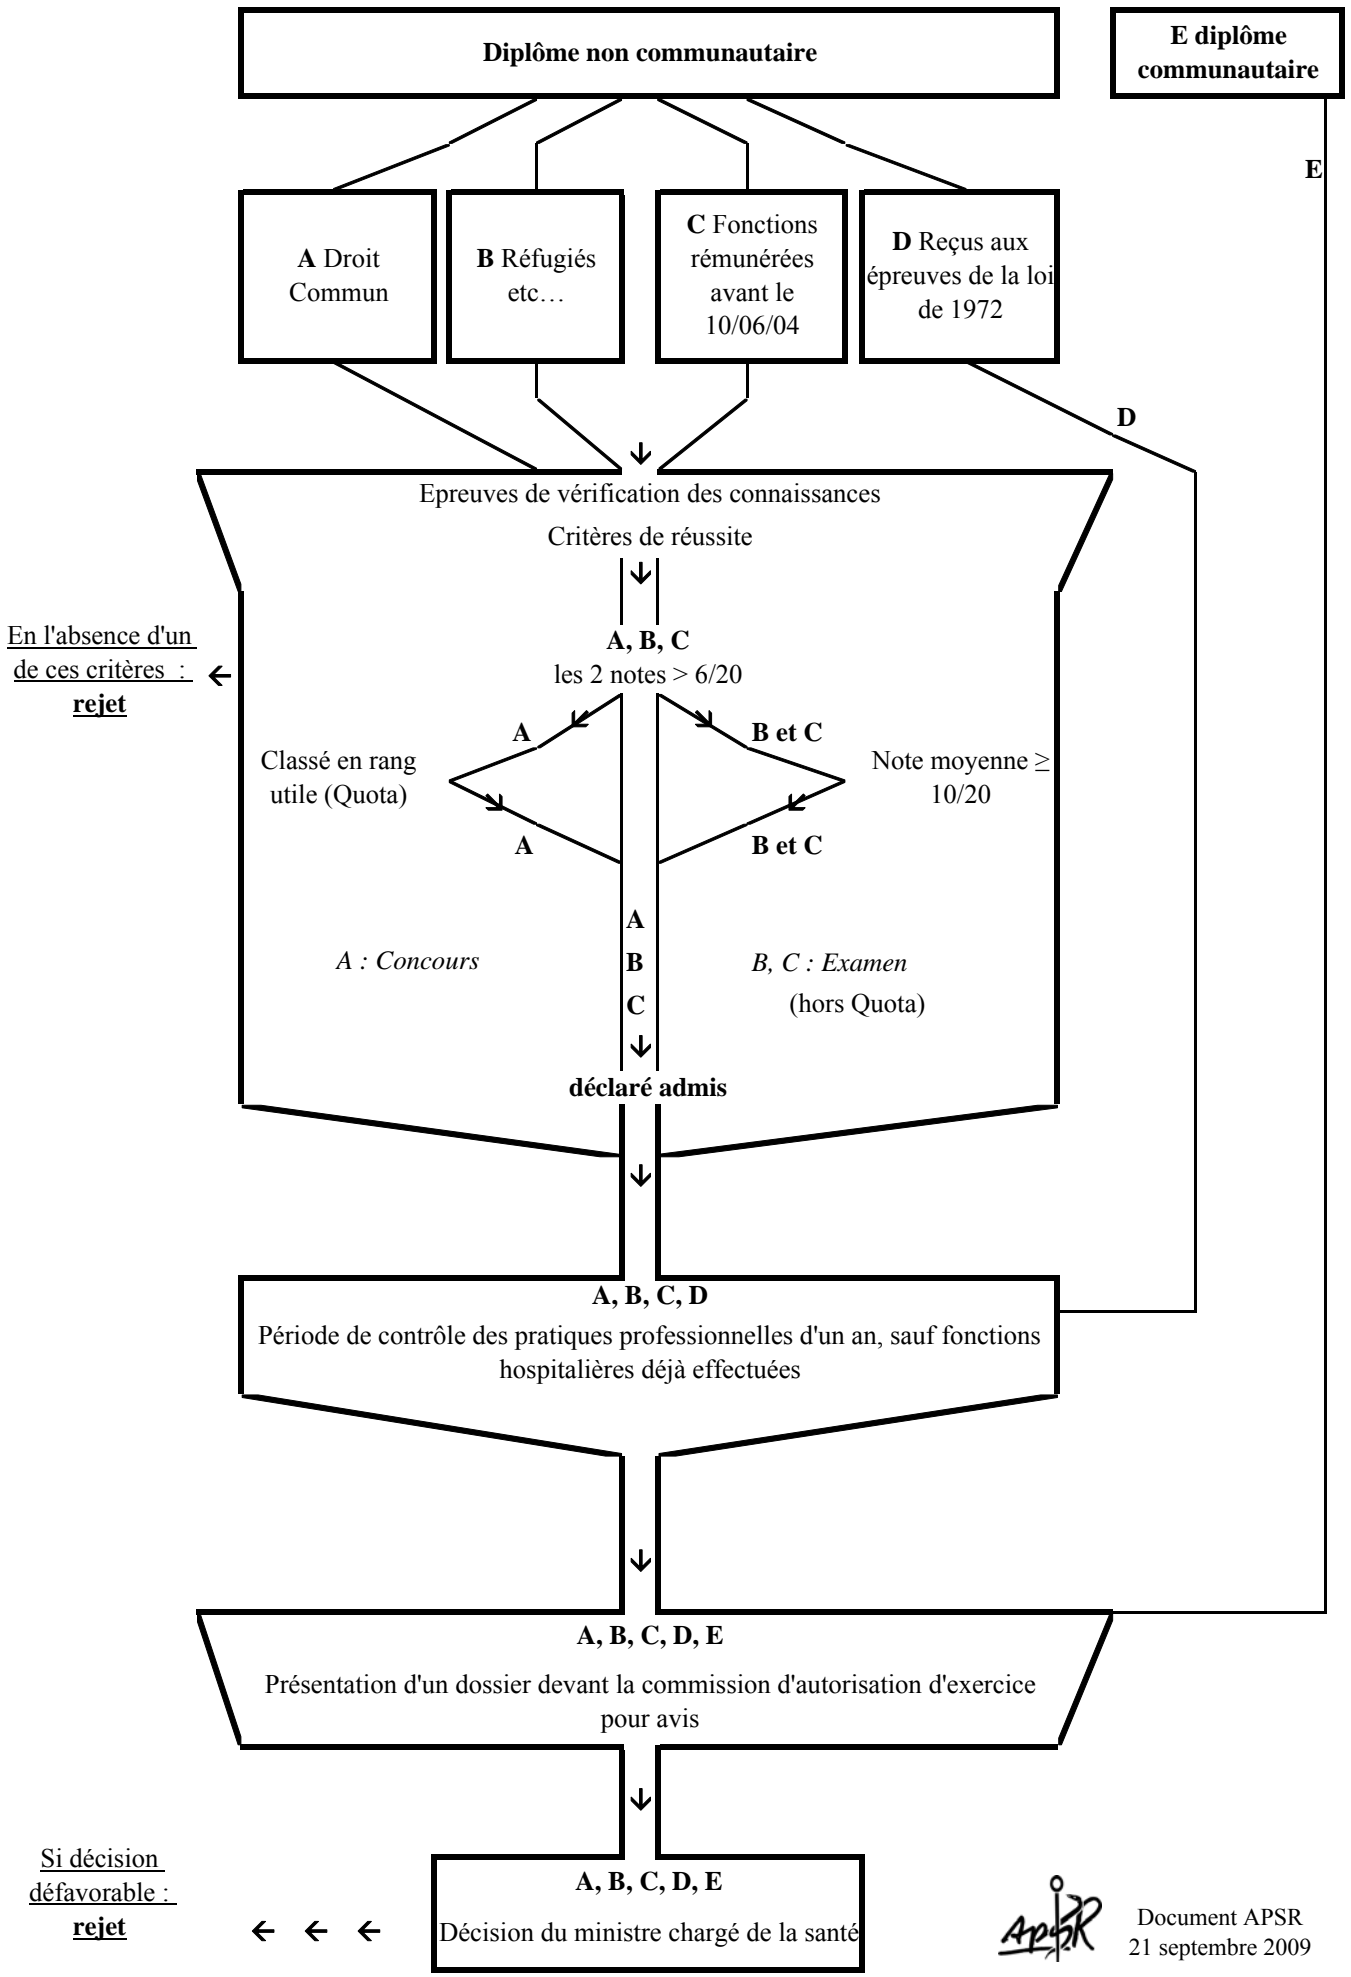 Diplôme non communautaire
E diplôme
communautaire
E
A Droit
Commun
B Réfugiés
etc…
C Fonctions
rémunérées
avant le
10/06/04
D Reçus aux
épreuves de la loi
de 1972
D
Epreuves de vérification des connaissances
Critères de réussite
En l'absence d'un
de ces critères :
rejet
A, B, C
les 2 notes > 6/20
A
B et C
Classé en rang
utile (Quota)
Note moyenne ≥
10/20
A
B et C
A
B
C
A : Concours
B, C : Examen
(hors Quota)
déclaré admis
A, B, C, D
Période de contrôle des pratiques professionnelles d'un an, sauf fonctions
hospitalières déjà effectuées
A, B, C, D, E
Présentation d'un dossier devant la commission d'autorisation d'exercice
pour avis
Si décision
défavorable :
rejet
A, B, C, D, E
Décision du ministre chargé de la santé
APSR
Document APSR
21 septembre 2009